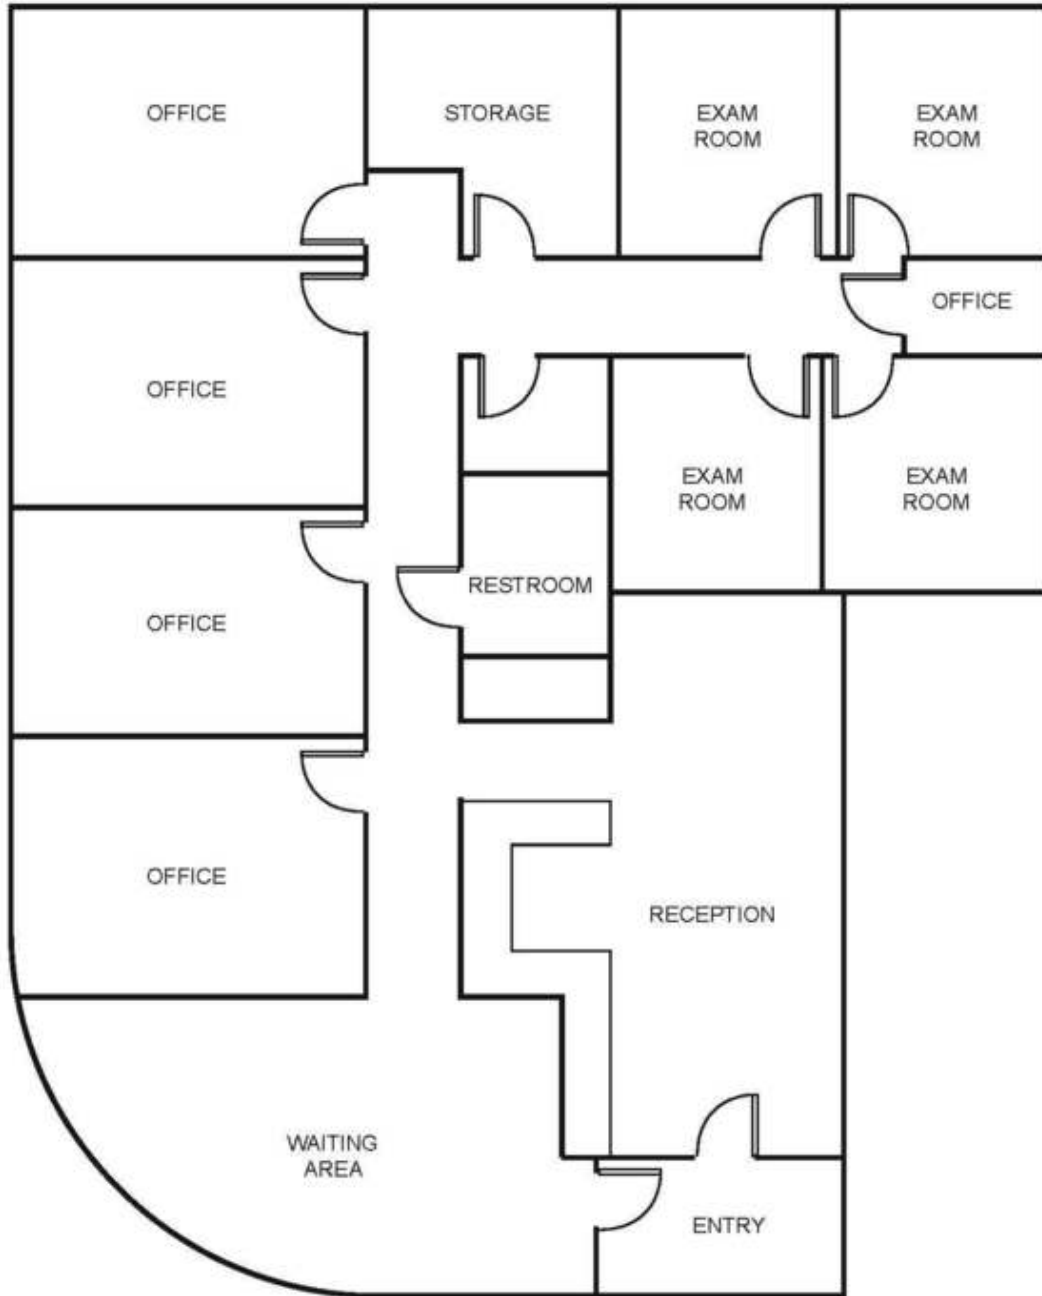 OFFICE
STORAGE
EXAM
ROOM
EXAM
ROOM
OFFICE
OFFICE
EXAM
ROOM
EXAM
ROOM
RESTROOM
OFFICE
OFFICE
RECEPTION
WAITING
AREA
ENTRY